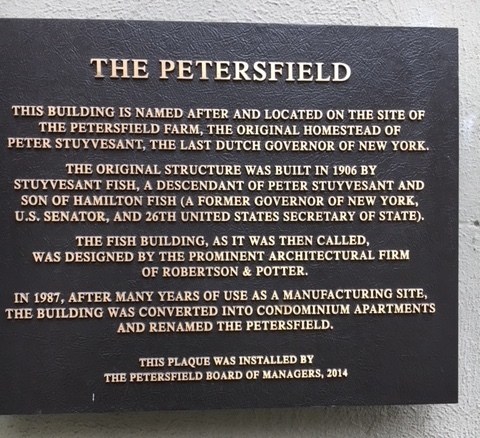 THE PETERSFIELD
THIS BUILDING IS NAMED AFTER AND LOCATED ON THE SITE OF
THE PETERSFIELD FARM, THE ORIGINAL HOMESTEAD OF
PETER STUYVESANT, THE LAST DUTCH GOVERNOR OF NEW YORK.
THE ORIGINAL STRUCTURE WAS BUILT IN 1906 BY
STUYVESANT FISH, A DESCENDANT OF PETER STUYVESANT AND
SON OF HAMILTON FISH (A FORMER GOVERNOR OF NEW YORK,
U.S. SENATOR, AND 26TH UNITED STATES SECRETARY OF STATE).
THE FISH BUILDING, AS IT WAS THEN CALLED,
WAS DESIGNED BY THE PROMINENT ARCHITECTURAL FIRM
OF ROBERTSON & POTTER.
IN 1987, AFTER MANY YEARS OF USE AS A MANUFACTURING SITE,
THE BUILDING WAS CONVERTED INTO CONDOMINIUM APARTMENTS
AND RENAMED THE PETERSFIELD.
THIS PLAQUE WAS INSTALLED BY
THE PETERSFIELD BOARD OF MANAGERS, 2014